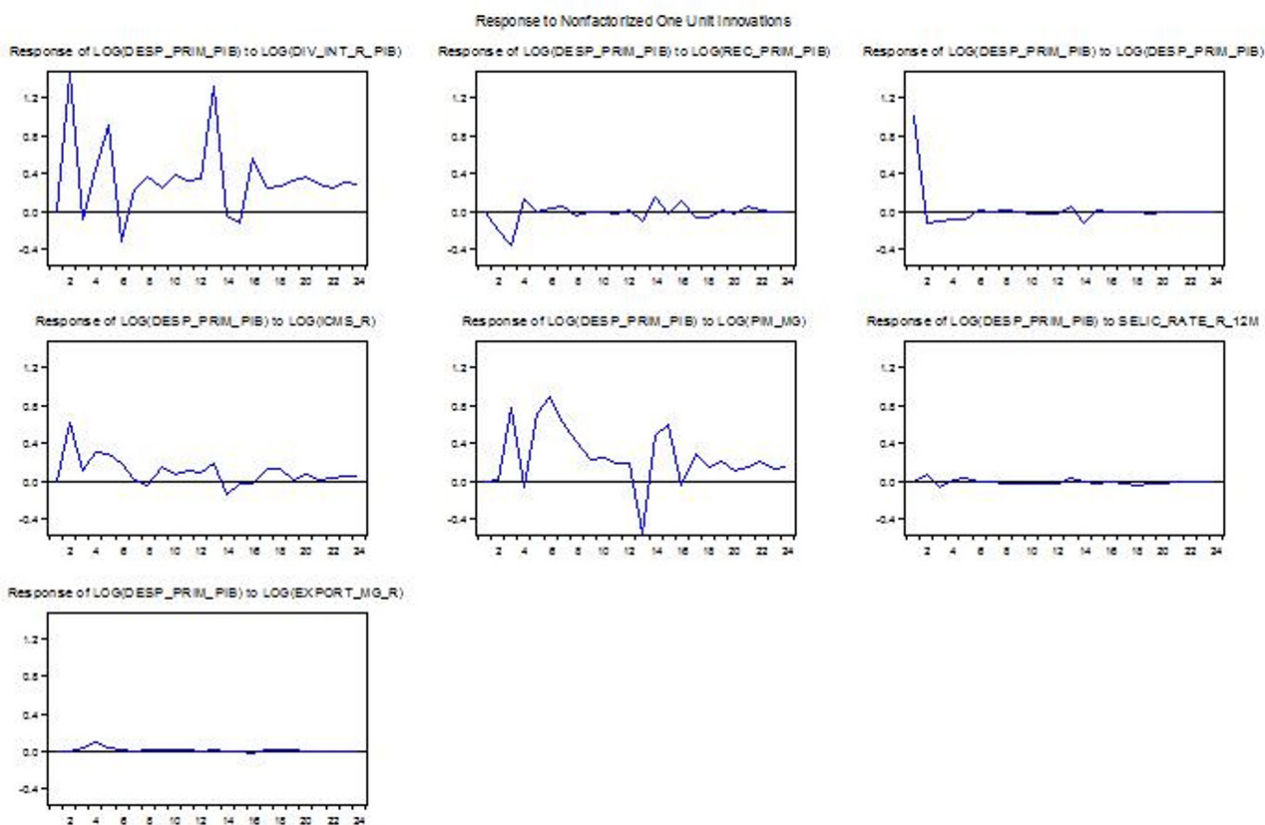 Response to Nonfactorized One Unit Innovations
Response of LOG(DESP_PRIM_PIB) to LOG(DIV_INT_R_PIB)
Response of LOG(DESP_PRIM_PIB) to LOG(REC_PRIM_PIB)
Response of LOG(DESP_PRIM_PIB) to LOG(DESP_PRIM_PIB)
1.2
0.8
0.4
0.0
-0.4
2 4 6 8 10 12 14 16 18 20 22 24
1.2
0.8
0.4
0.0
-0.4
2 4 6 8 10 12 14 16 18 20 22 24
1.2
0.8
0.4
0.0
-0.4
2 4 6 8 10 12 14 16 18 20 22 24
Response of LOG(DESP_PRIM_PIB) to LOG(ICMS_R)
Response of LOG(DESP_PRIM_PIB) to LOG(PIM_MG)
Response of LOG(DESP_PRIM_PIB) to SELIC_RATE_R_12M
1.2
0.8
0.4
0.0
-0.4
2 4 6 8 10 12 14 16 18 20 22 24
1.2
0.8
0.4
0.0
-0.4
2 4 6 8 10 12 14 16 18 20 22 24
1.2
0.8
0.4
0.0
-0.4
2 4 6 8 10 12 14 16 18 20 22 24
Response of LOG(DESP_PRIM_PIB) to LOG(EXPORT_MG_R)
1.2
0.8
0.4
0.0
-0.4
2 4 6 8 10 12 14 16 18 20 22 24